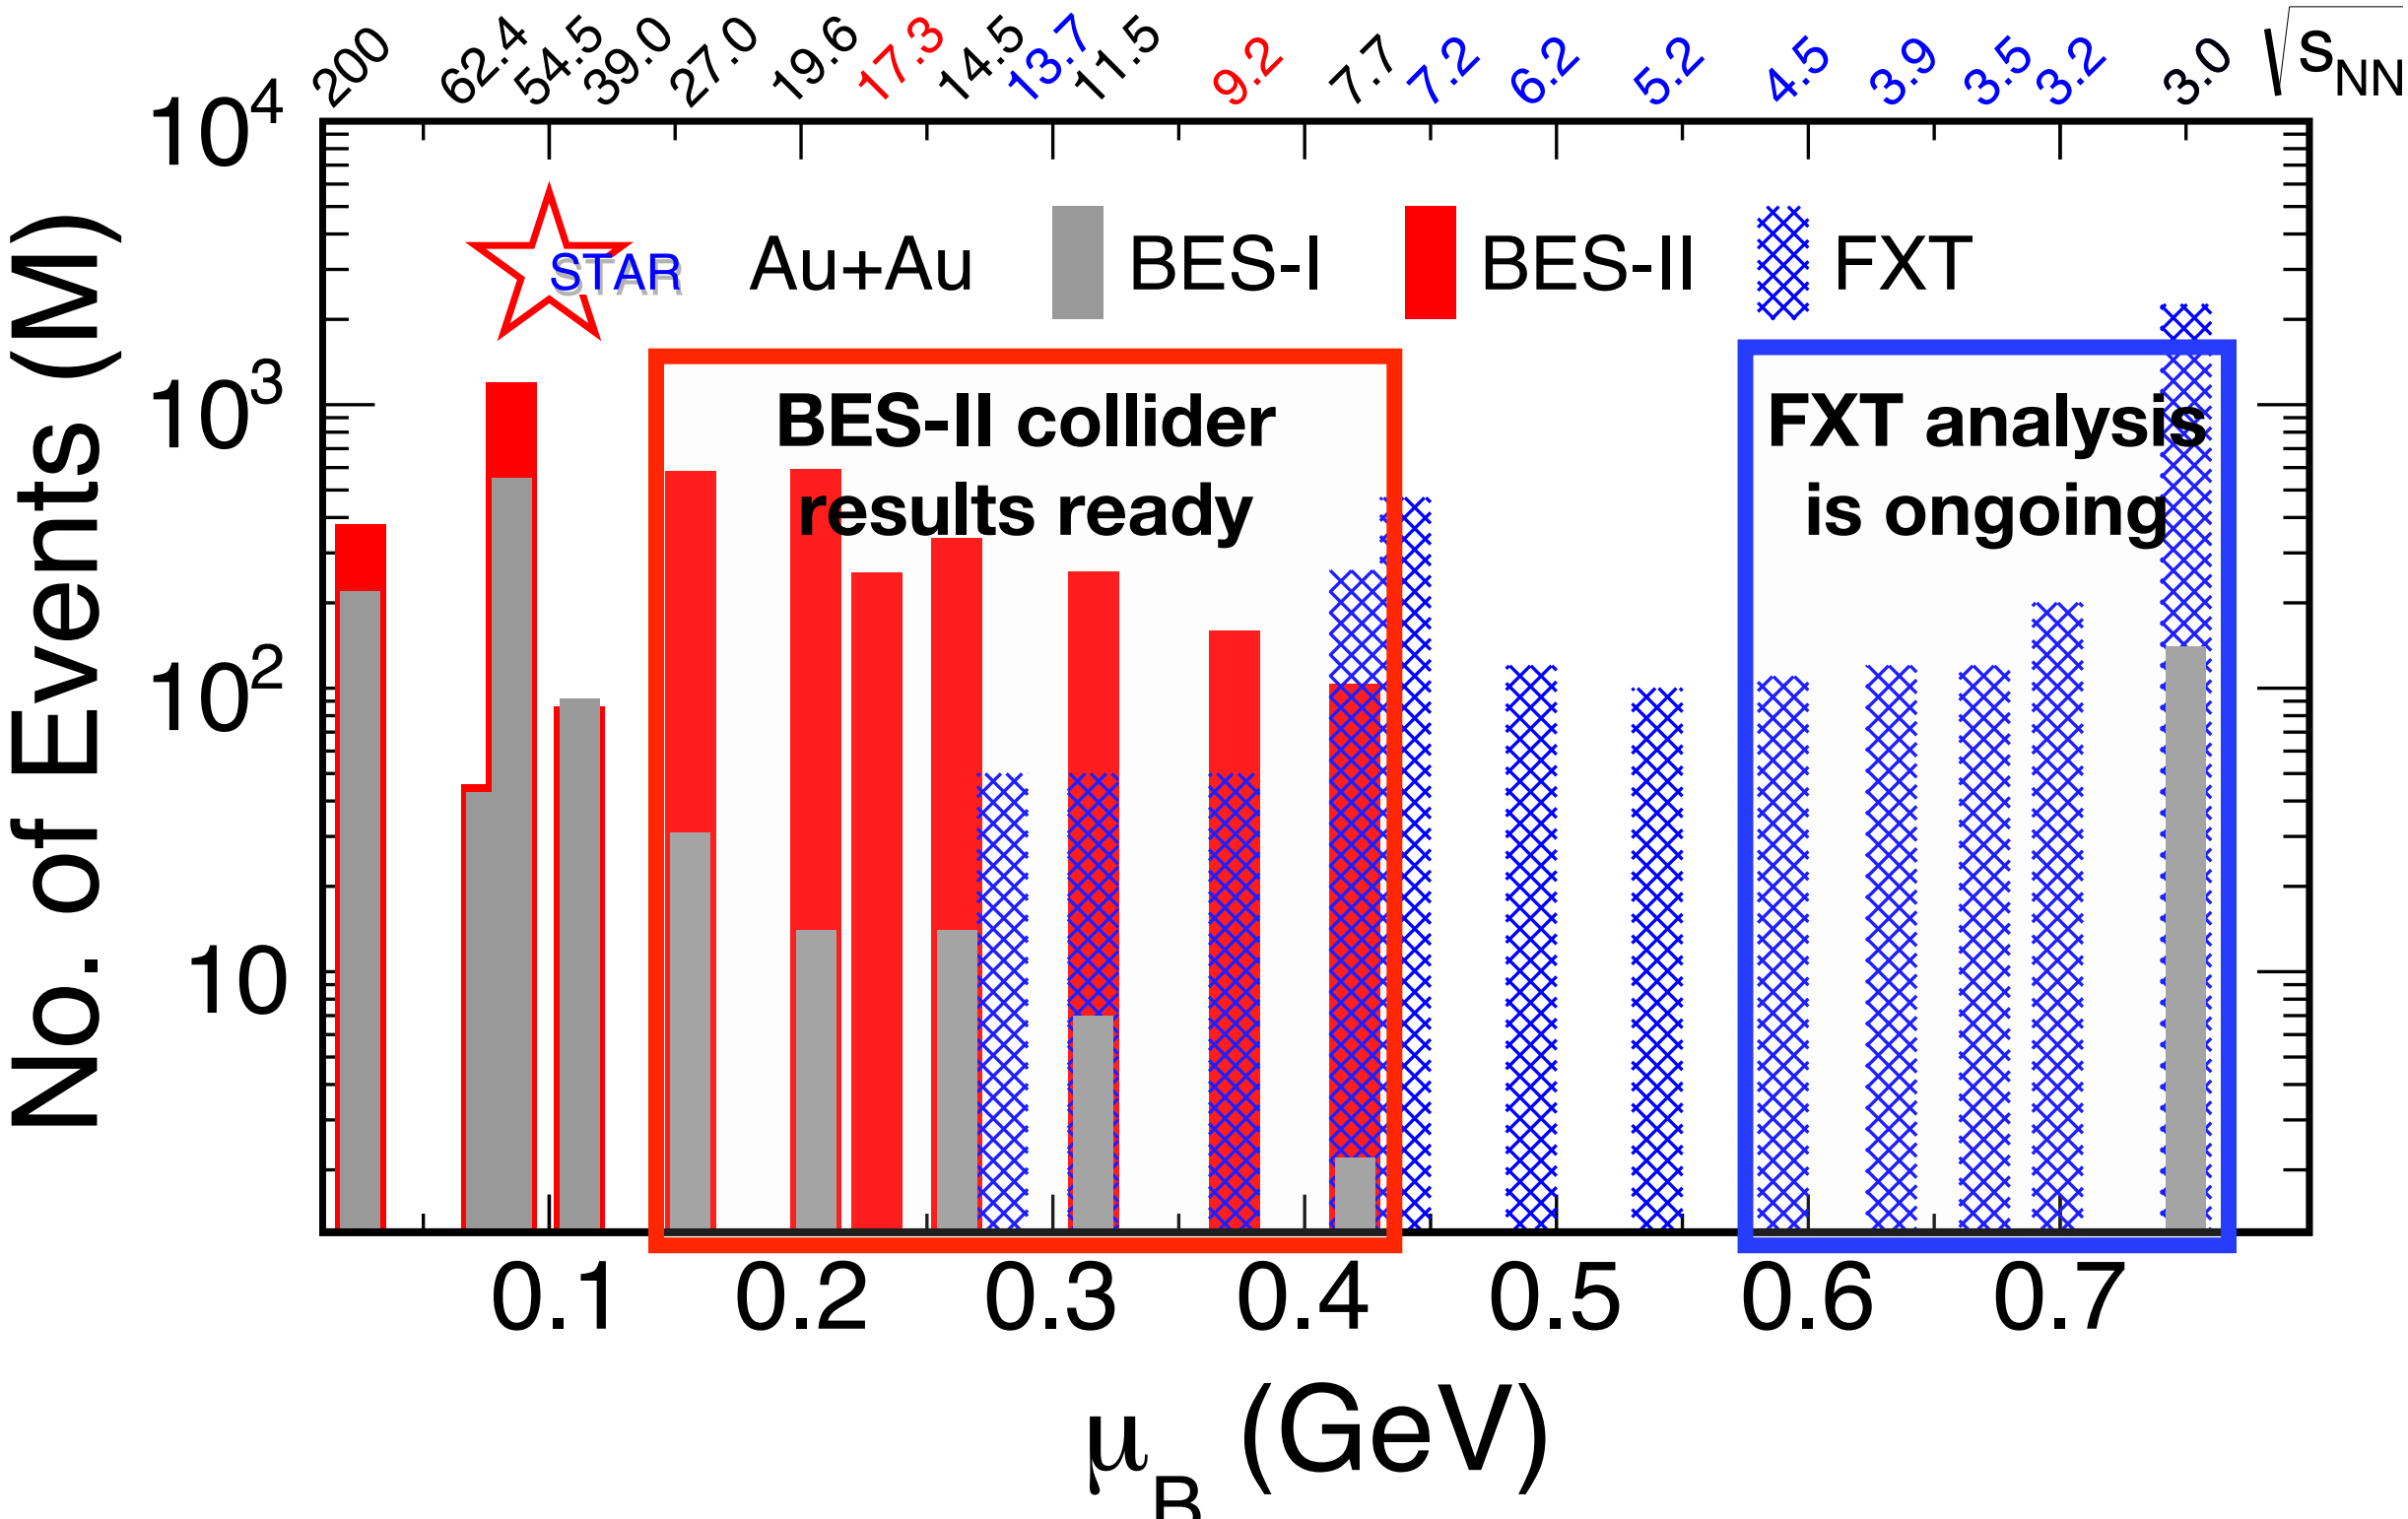 200 62.4 54.5 39.0 27.0 19.6 17.3 14.5 13.7 11.5 9.2 7.7 7.2 6.2 5.2 4.5 3.9 3.5 3.2 3.0 √sNN
10⁴
STAR Au+Au BES-I BES-II FXT
10³
BES-II collider
results ready
FXT analysis
is ongoing
10²
10
No. of Events (M)
0.1 0.2 0.3 0.4 0.5 0.6 0.7
μB (GeV)